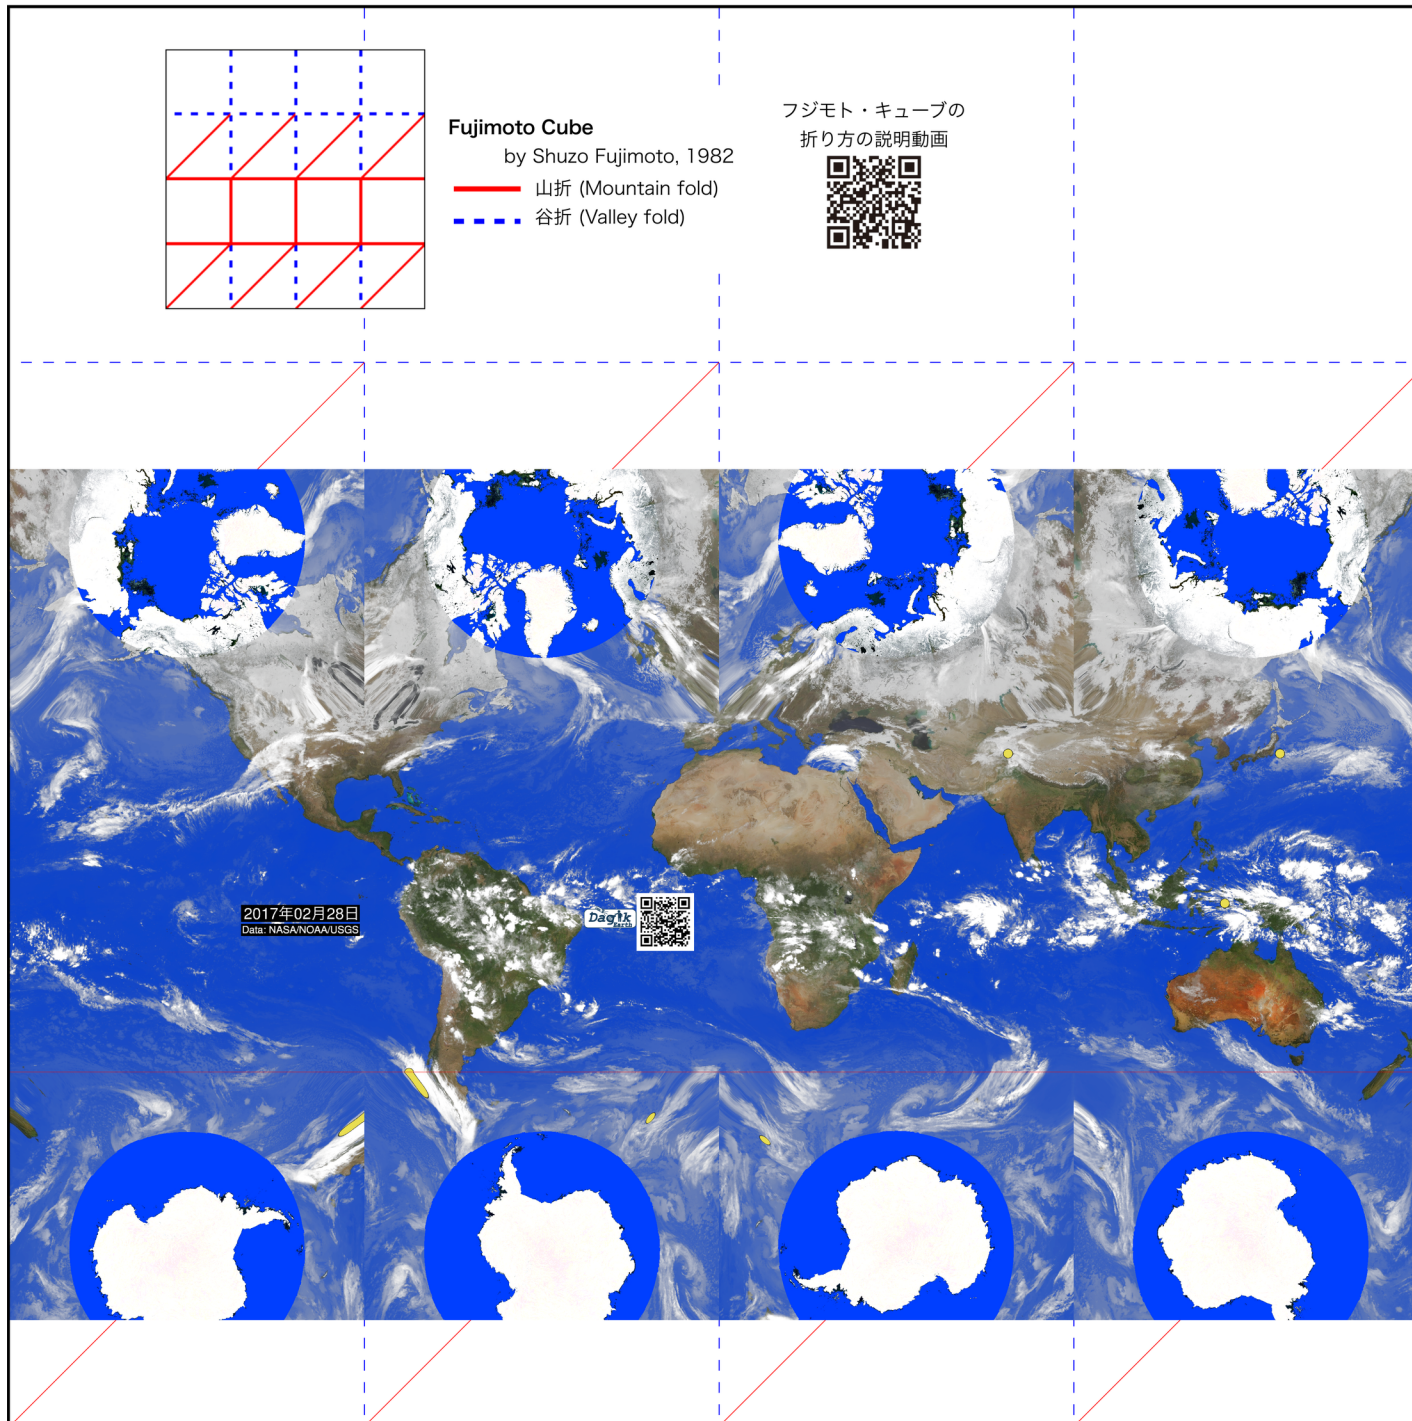 Fujimoto Cube
by Shuzo Fujimoto, 1982
山折 (Mountain fold)
谷折 (Valley fold)
フジモト・キューブの
折り方の説明動画
2017年02月28日
Data: NASA/NOAA/USGS
Dagik
Earth